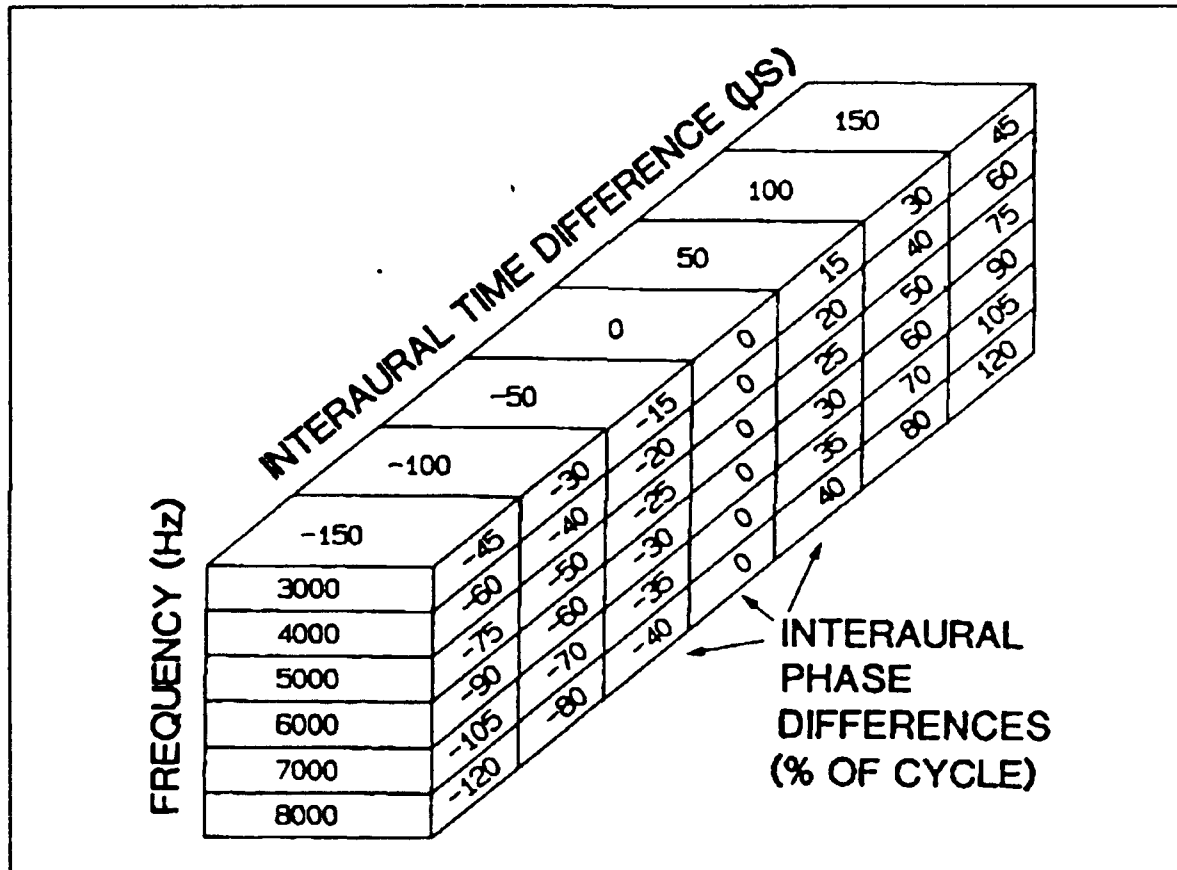 INTERAURAL TIME DIFFERENCE (µS)
150
100
50
0
-50
-100
-150
FREQUENCY (Hz)
3000
4000
5000
6000
7000
8000
-45 -30 -15 0 15 30 45
-60 -40 -20 0 20 40 60
-75 -50 -25 0 25 50 75
-90 -60 -30 0 30 60 90
-105 -70 -35 0 35 70 105
-120 -80 -40 0 40 80 120
INTERAURAL
PHASE
DIFFERENCES
(% OF CYCLE)